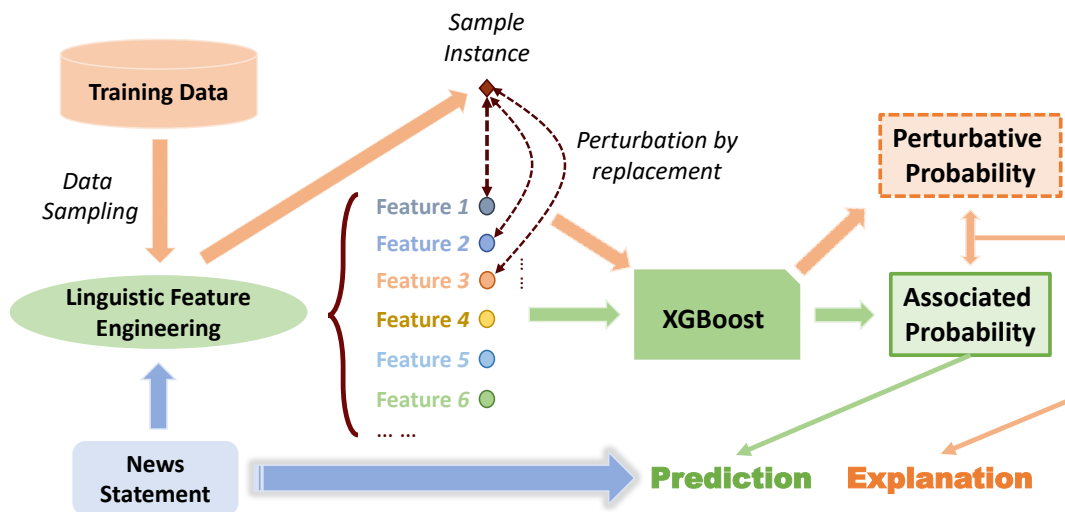 Sample
Instance
Training Data
Data
Sampling
Perturbation by
replacement
Perturbative
Probability
Feature 1
Feature 2
Feature 3
Feature 4
Feature 5
Feature 6
... ...
Linguistic Feature
Engineering
XGBoost
Associated
Probability
News
Statement
Prediction
Explanation